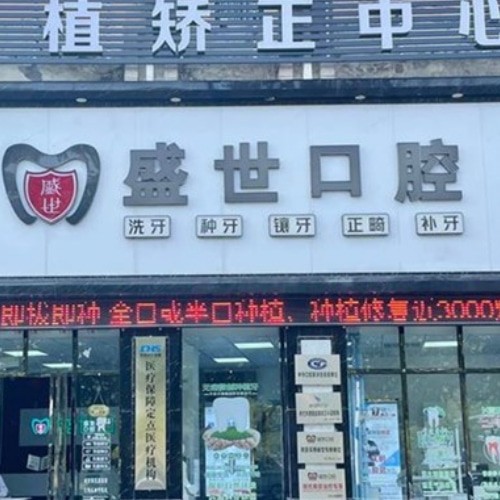 植矫正中心
盛世
盛世口腔
洗牙 种牙 镶牙 正畸 补牙
即拔即种 全口或半口种植、种植修复近3000
医疗保障定点医疗机构